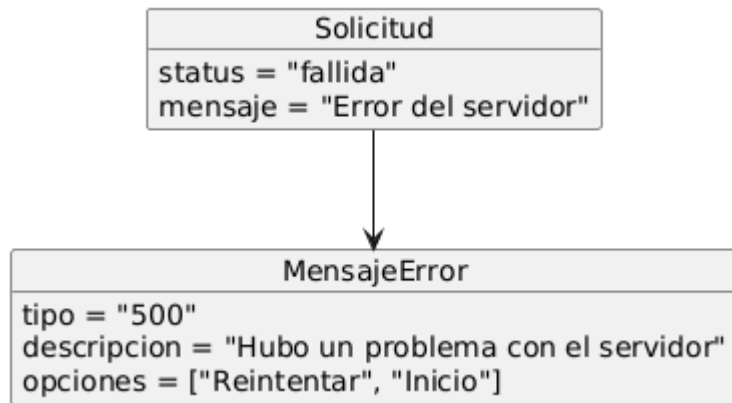 Solicitud
status = "fallida"
mensaje = "Error del servidor"
MensajeError
tipo = "500"
descripcion = "Hubo un problema con el servidor"
opciones = ["Reintentar", "Inicio"]